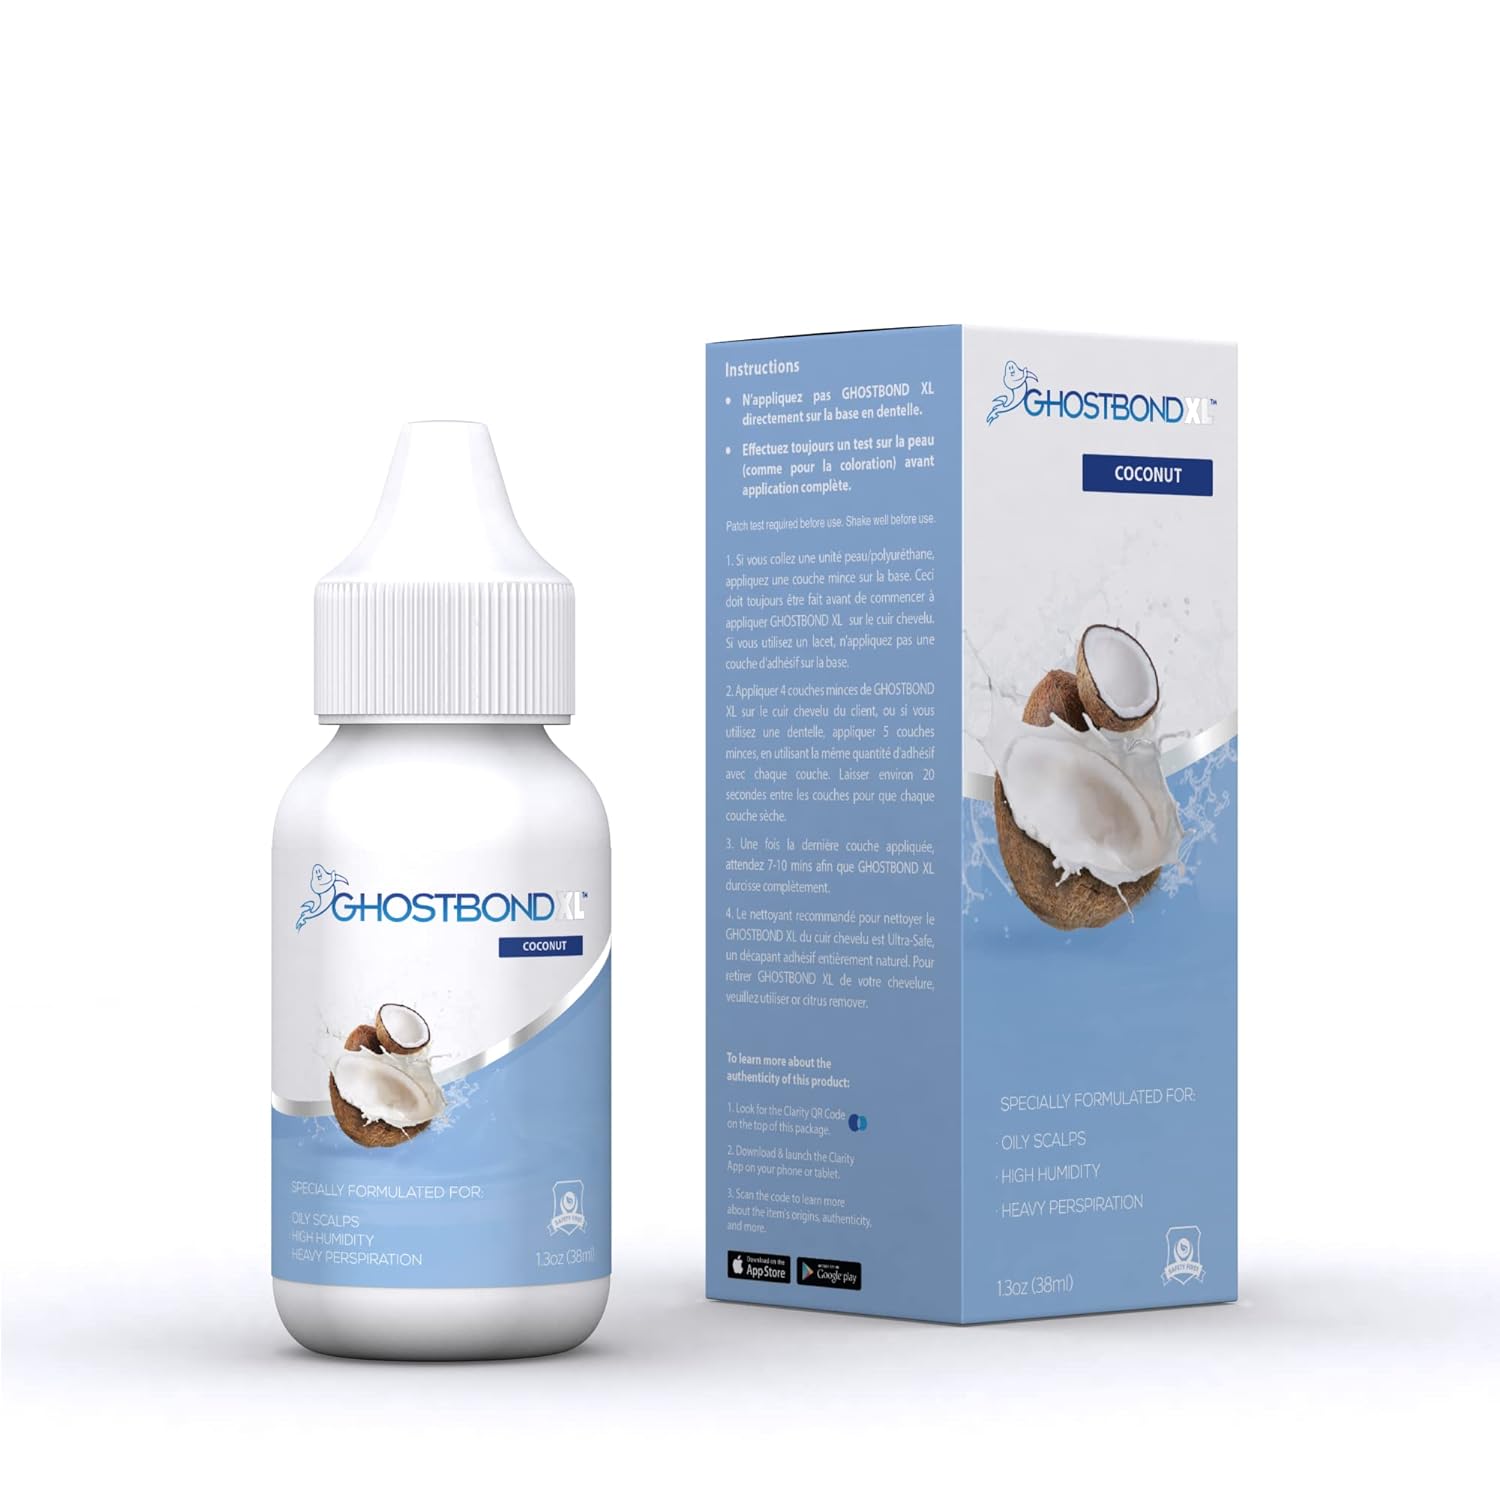 GHOSTBONDXL™
COCONUT
SPECIALLY FORMULATED FOR:
OILY SCALPS
HIGH HUMIDITY
HEAVY PERSPIRATION
SAFETY FIRST
1.3oz (38ml)
Instructions
• N'appliquez pas GHOSTBOND XL
directement sur la base en dentelle.
• Effectuez toujours un test sur la peau
(comme pour la coloration) avant
application complète.
Patch test required before use. Shake well before use.
1. Si vous collez une unité peau/polyuréthane,
appliquez une couche mince sur la base. Ceci
doit toujours être fait avant de commencer à
appliquer GHOSTBOND XL sur le cuir chevelu.
Si vous utilisez un lacet, n'appliquez pas une
couche d'adhésif sur la base.
2. Appliquer 4 couches minces de GHOSTBOND
XL sur le cuir chevelu du client, ou si vous
utilisez une dentelle, appliquer 5 couches
minces, en utilisant la même quantité d'adhésif
avec chaque couche. Laisser environ 20
secondes entre les couches pour que chaque
couche sèche.
3. Une fois la dernière couche appliquée,
attendez 7-10 mins afin que GHOSTBOND XL
durcisse complètement.
4. Le nettoyant recommandé pour nettoyer le
GHOSTBOND XL du cuir chevelu est Ultra-Safe,
un décapant adhésif entièrement naturel. Pour
retirer GHOSTBOND XL de votre chevelure,
veuillez utiliser or citrus remover.
To learn more about the
authenticity of this product:
1. Look for the Clarity QR Code
on the top of this package.
2. Download & launch the Clarity
App on your phone or tablet.
3. Scan the code to learn more
about the item's origins, authenticity,
and more.
Download on the
App Store
Google play
GHOSTBONDXL™
COCONUT
SPECIALLY FORMULATED FOR:
· OILY SCALPS
· HIGH HUMIDITY
· HEAVY PERSPIRATION
SAFETY FIRST
1.3oz (38ml)